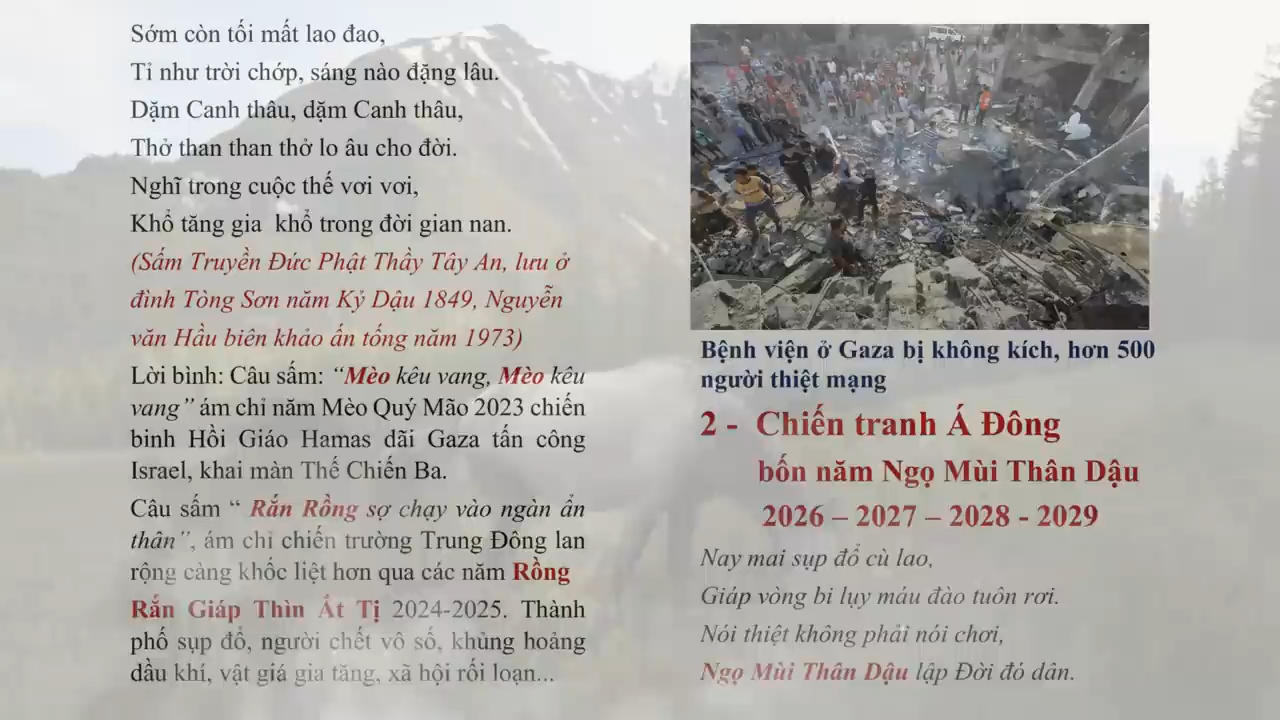 Sớm còn tối mất lao đao,
Tỉ như trời chớp, sáng nào đặng lâu.
Dặm Canh thâu, dặm Canh thâu,
Thở than than thở lo âu cho đời.
Nghĩ trong cuộc thế vơi vơi,
Khổ tăng gia khổ trong đời gian nan.
(Sấm Truyền Đức Phật Thầy Tây An, lưu ở
đình Tòng Sơn năm Kỷ Dậu 1849, Nguyễn
văn Hầu biên khảo ấn tống năm 1973)
Lời bình: Câu sấm: “Mèo kêu vang, Mèo kêu
vang” ám chỉ năm Mèo Quý Mão 2023 chiến
binh Hồi Giáo Hamas dãi Gaza tấn công
Israel, khai màn Thế Chiến Ba.
Câu sấm “ Rắn Rồng sợ chạy vào ngàn ẩn
thân”, ám chỉ chiến trường Trung Đông lan
rộng càng khốc liệt hơn qua các năm Rồng
Rắn Giáp Thìn Ất Tị 2024-2025. Thành
phố sụp đổ, người chết vô số, khủng hoảng
dầu khí, vật giá gia tăng, xã hội rối loạn...
Bệnh viện ở Gaza bị không kích, hơn 500
người thiệt mạng
2 - Chiến tranh Á Đông
bốn năm Ngọ Mùi Thân Dậu
2026 – 2027 – 2028 - 2029
Nay mai sụp đổ cù lao,
Giáp vòng bi lụy máu đào tuôn rơi.
Nói thiệt không phải nói chơi,
Ngọ Mùi Thân Dậu lập Đời đó dân.